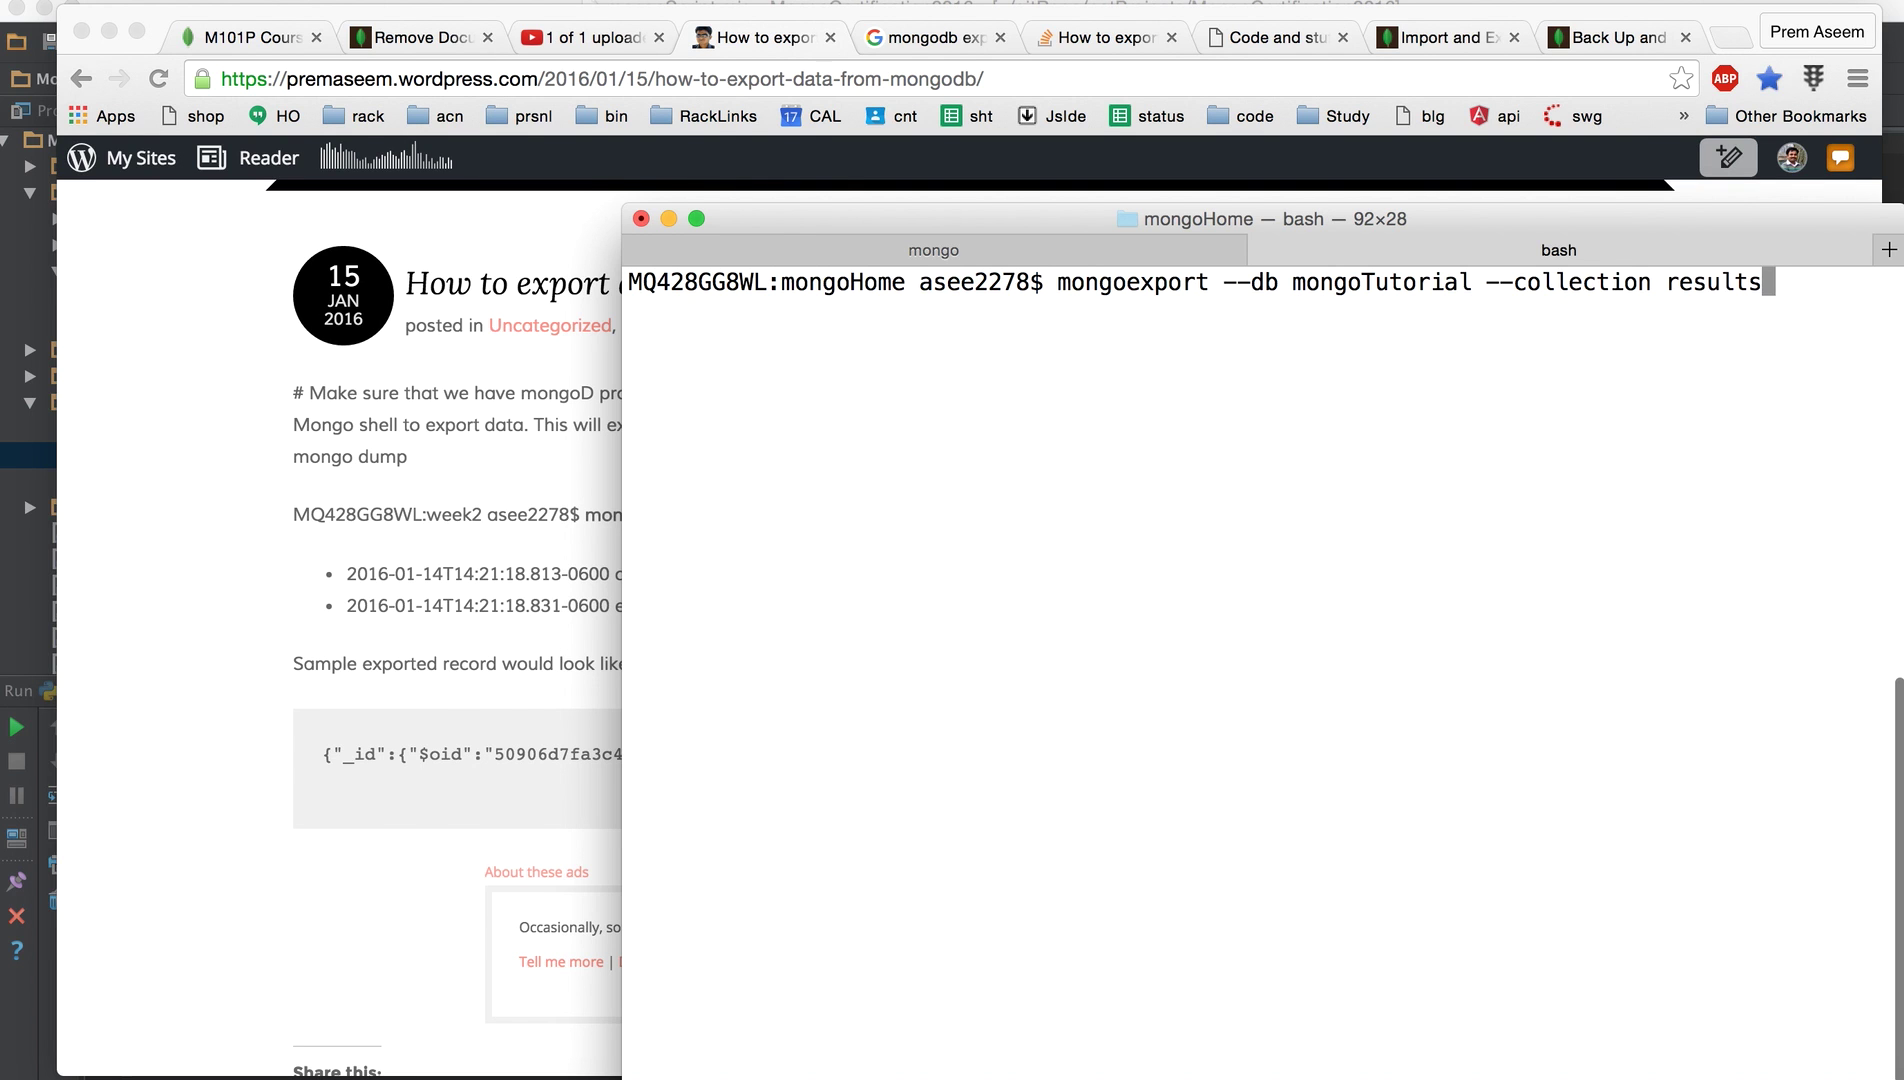 M101P Cours
Remove Docu
1 of 1 upload
How to expor
mongodb exp
How to expor
Code and stu
Import and Ex
Back Up and
Prem Aseem
https://premaseem.wordpress.com/2016/01/15/how-to-export-data-from-mongodb/
ABP
Apps
shop
HO
rack
acn
prsnl
bin
RackLinks
17 CAL
cnt
sht
JsIde
status
code
Study
blg
api
swg
»
Other Bookmarks
My Sites
Reader
mongoHome — bash — 92×28
mongo
bash
MQ428GG8WL:mongoHome asee2278$ mongoexport --db mongoTutorial --collection results
15
JAN
2016
How to export
posted in Uncategorized,
# Make sure that we have mongoD pro
Mongo shell to export data. This will ex
mongo dump
MQ428GG8WL:week2 asee2278$ mon
• 2016-01-14T14:21:18.813-0600
• 2016-01-14T14:21:18.831-0600
Sample exported record would look like
{"_id":{"$oid":"50906d7fa3c4
About these ads
Occasionally, so
Tell me more |
Share this:
Run